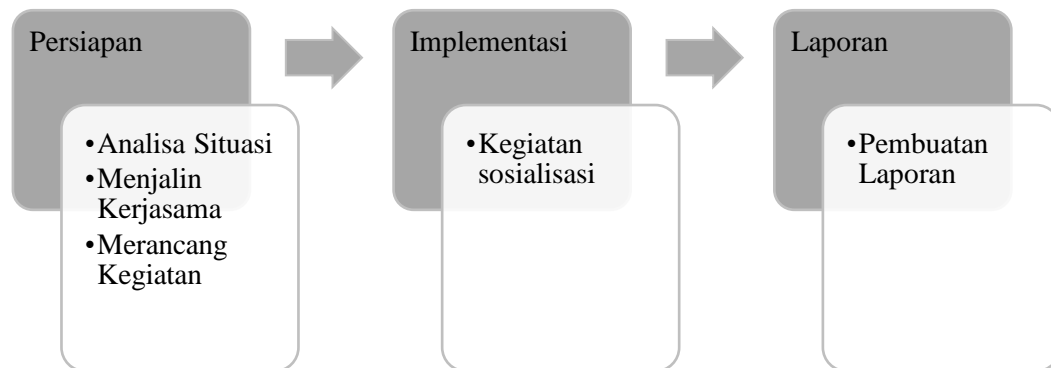 Persiapan
•Analisa Situasi
•Menjalin
Kerjasama
•Merancang
Kegiatan
Implementasi
•Kegiatan
sosialisasi
Laporan
•Pembuatan
Laporan